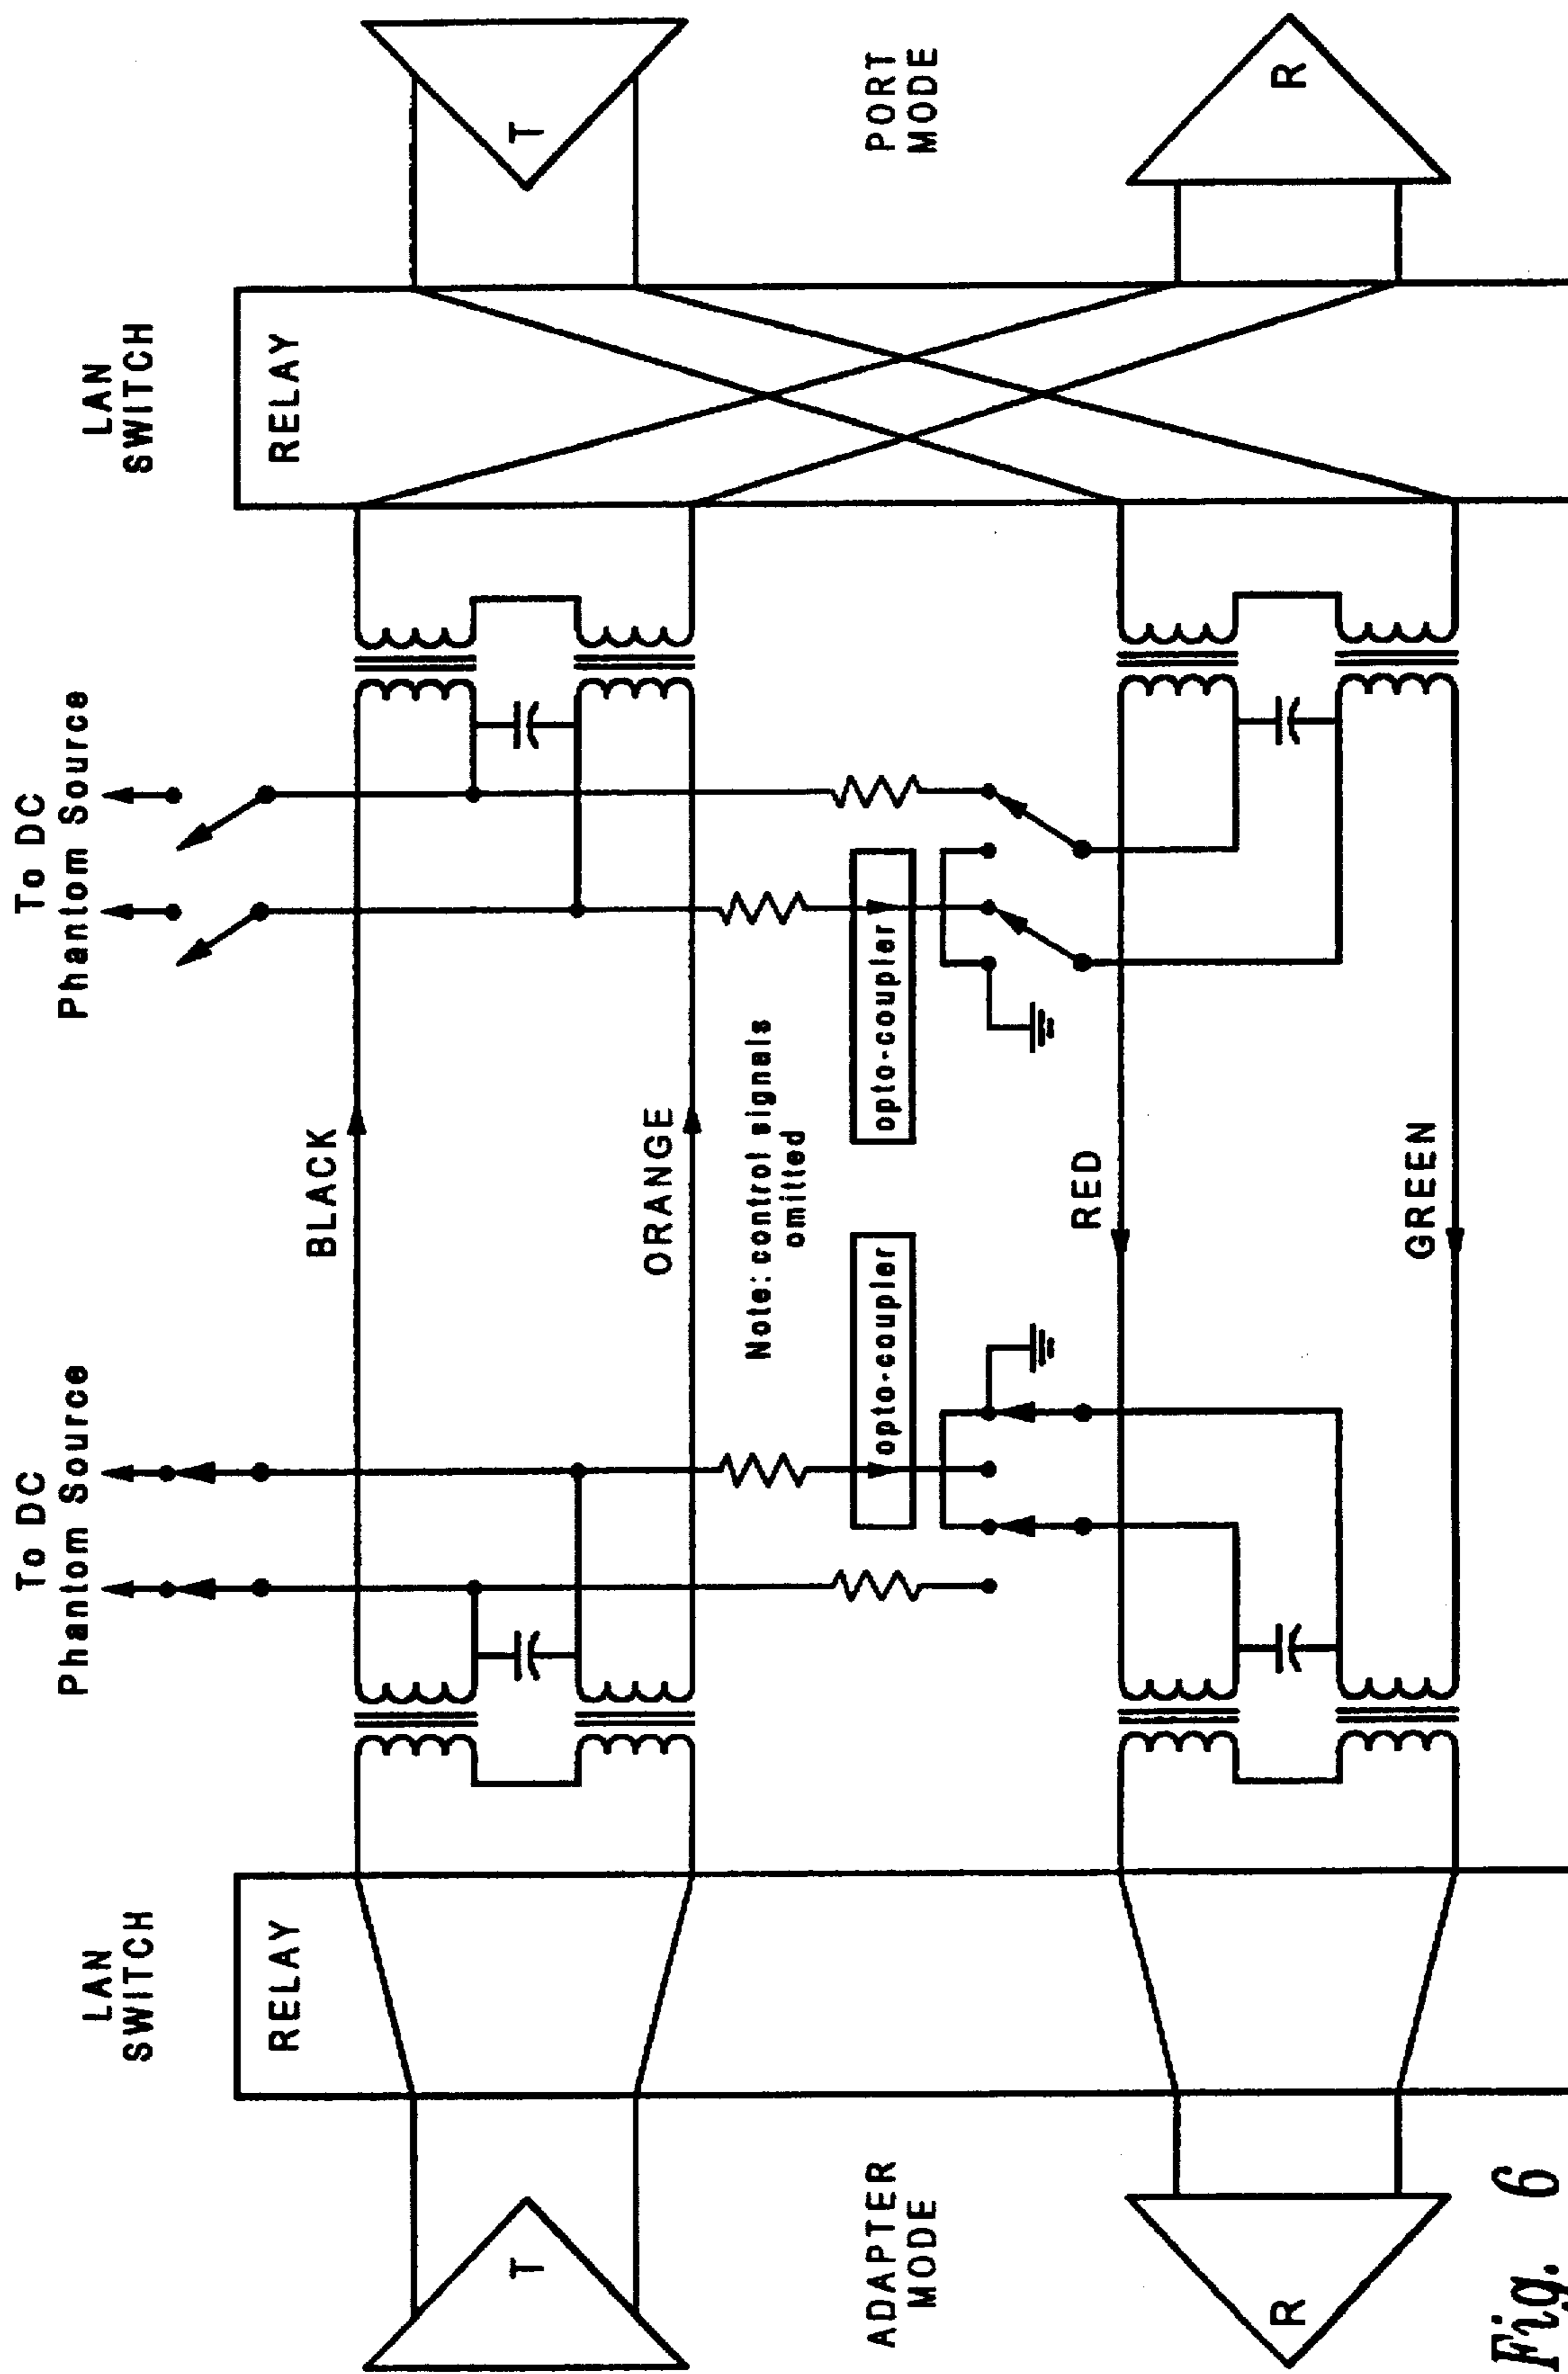 LAN
SWITCH
To DC
Phantom Source
To DC
Phantom Source
LAN
SWITCH
RELAY
RELAY
BLACK
T
T
ORANGE
Note: control signals
omitted
ADAPTER
MODE
opto-coupler
opto-coupler
PORT
MODE
RED
R
R
GREEN
Fig. 6